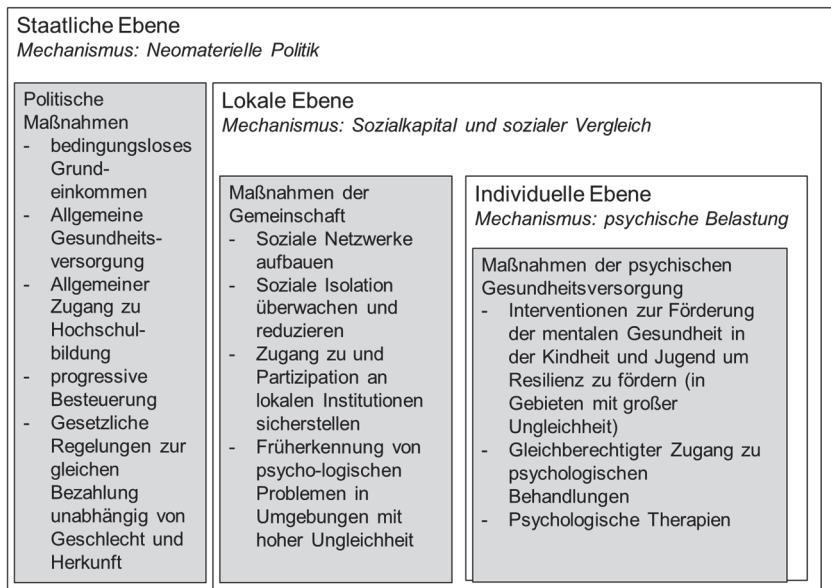 Staatliche Ebene
Mechanismus: Neomaterielle Politik
Politische
Maßnahmen
- bedingungsloses
Grund-
einkommen
- Allgemeine
Gesundheits-
versorgung
- Allgemeiner
Zugang zu
Hochschul-
bildung
- progressive
Besteuerung
- Gesetzliche
Regelungen zur
gleichen
Bezahlung
unabhängig von
Geschlecht und
Herkunft
Lokale Ebene
Mechanismus: Sozialkapital und sozialer Vergleich
Maßnahmen der
Gemeinschaft
- Soziale Netzwerke
aufbauen
- Soziale Isolation
überwachen und
reduzieren
- Zugang zu und
Partizipation an
lokalen Institutionen
sicherstellen
- Früherkennung von
psycho-logischen
Problemen in
Umgebungen mit
hoher Ungleichheit
Individuelle Ebene
Mechanismus: psychische Belastung
Maßnahmen der psychischen
Gesundheitsversorgung
- Interventionen zur Förderung
der mentalen Gesundheit in
der Kindheit und Jugend um
Resilienz zu fördern (in
Gebieten mit großer
Ungleichheit)
- Gleichberechtigter Zugang zu
psychologischen
Behandlungen
- Psychologische Therapien